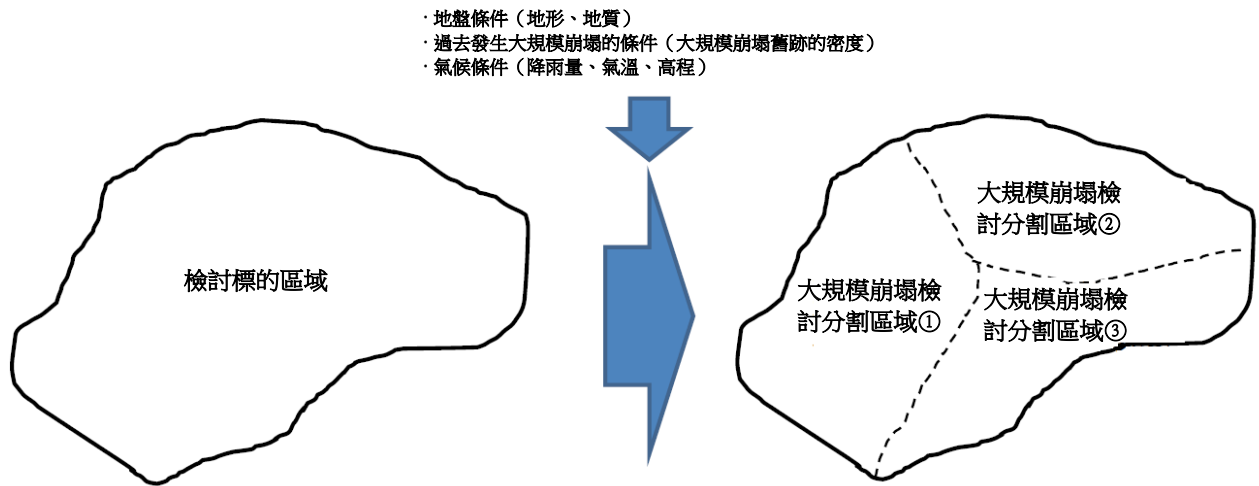 ·地盤條件（地形、地質）
·過去發生大規模崩塌的條件（大規模崩塌舊跡的密度）
·氣候條件（降雨量、氣溫、高程）
檢討標的區域
大規模崩塌檢
討分割區域②
大規模崩塌檢
討分割區域①
大規模崩塌檢
討分割區域③